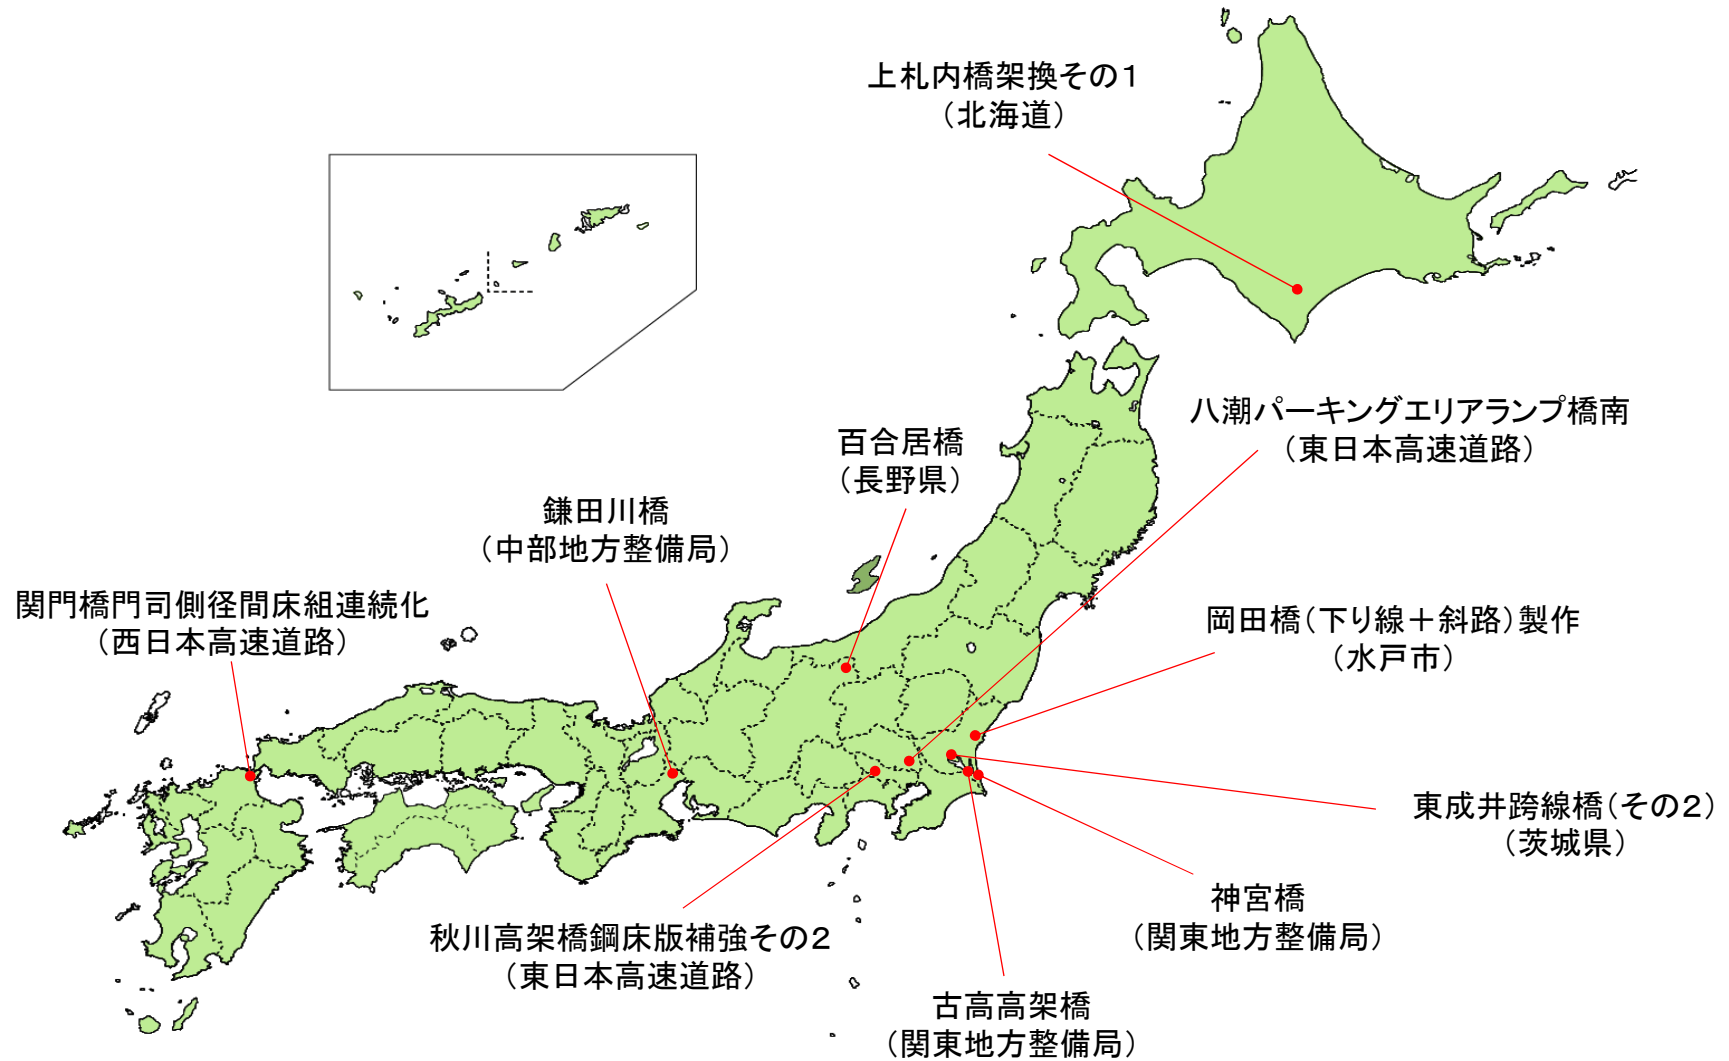 上札内橋架換その１
（北海道）
八潮パーキングエリアランプ橋南
（東日本高速道路）
百合居橋
（長野県）
鎌田川橋
（中部地方整備局）
関門橋門司側径間床組連続化
（西日本高速道路）
岡田橋（下り線＋斜路）製作
（水戸市）
東成井跨線橋（その２）
（茨城県）
神宮橋
（関東地方整備局）
秋川高架橋鋼床版補強その２
（東日本高速道路）
古高高架橋
（関東地方整備局）